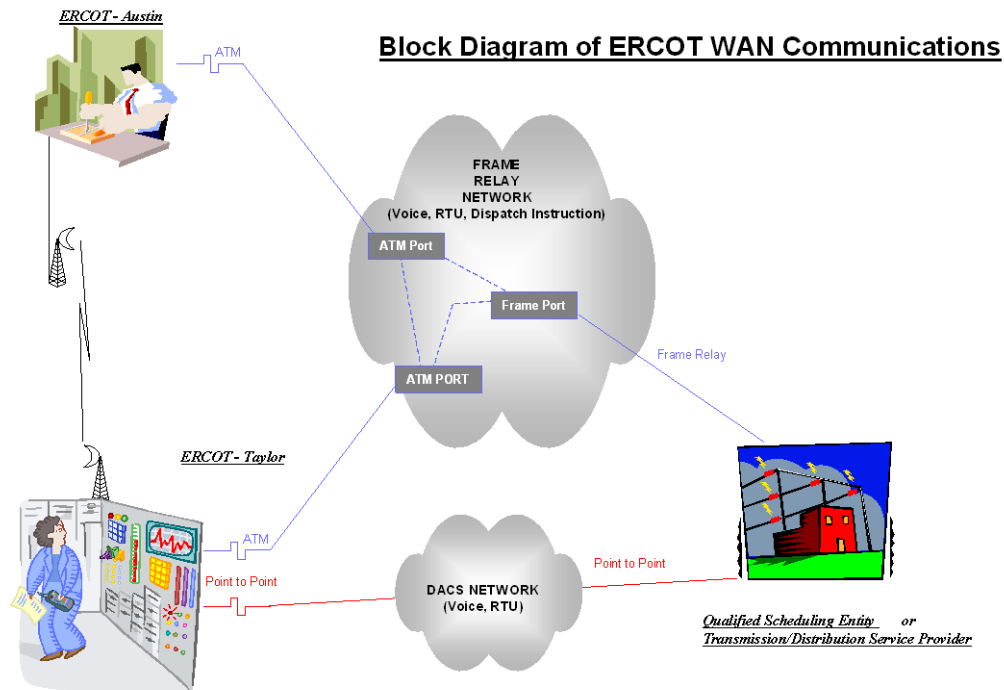 ERCOT - Austin
Block Diagram of ERCOT WAN Communications
ATM
FRAME
RELAY
NETWORK
(Voice, RTU, Dispatch Instruction)
ATM Port
Frame Port
Frame Relay
ATM PORT
ERCOT - Taylor
ATM
Point to Point
DACS NETWORK
(Voice, RTU)
Point to Point
Qualified Scheduling Entity or
Transmission/Distribution Service Provider